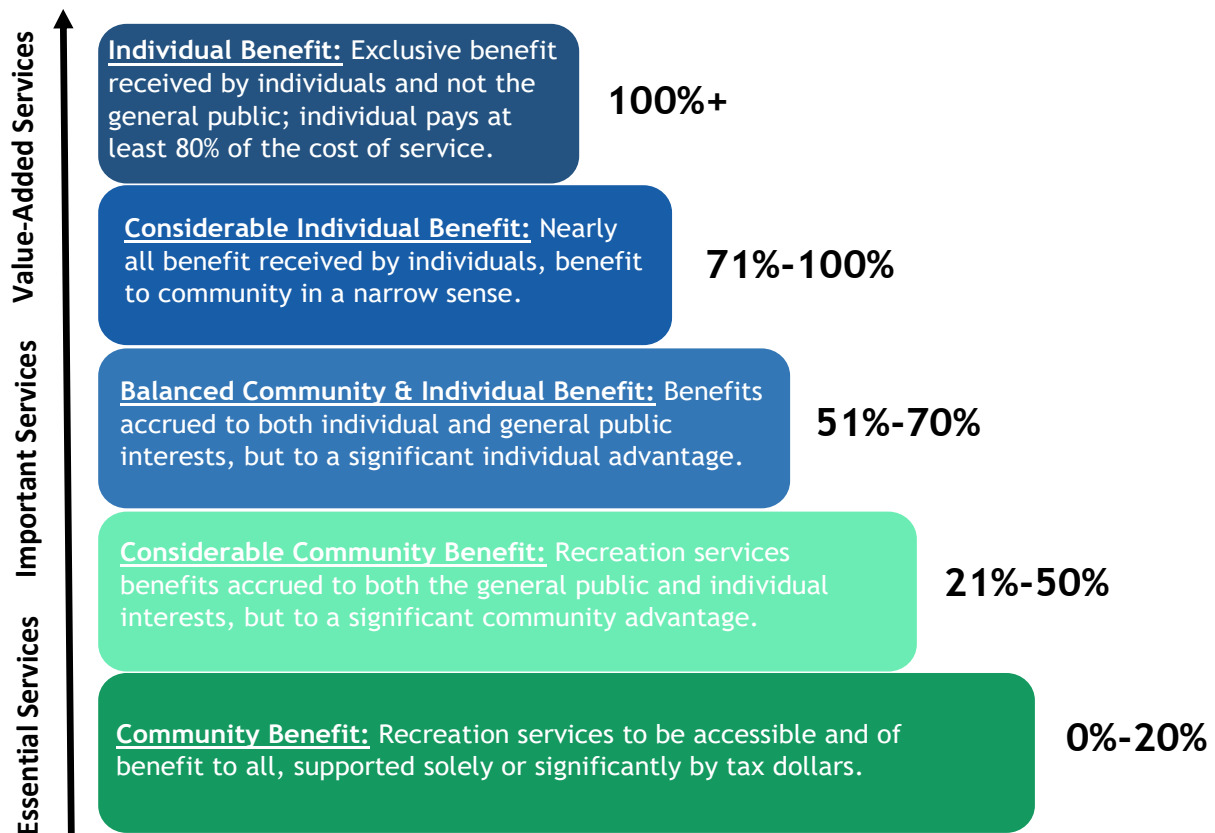 Value-Added Services
Important Services
Essential Services
Individual Benefit: Exclusive benefit
received by individuals and not the
general public; individual pays at
least 80% of the cost of service.
100%+
Considerable Individual Benefit: Nearly
all benefit received by individuals, benefit
to community in a narrow sense.
71%-100%
Balanced Community & Individual Benefit: Benefits
accrued to both individual and general public
interests, but to a significant individual advantage.
51%-70%
Considerable Community Benefit: Recreation services
benefits accrued to both the general public and individual
interests, but to a significant community advantage.
21%-50%
Community Benefit: Recreation services to be accessible and of
benefit to all, supported solely or significantly by tax dollars.
0%-20%